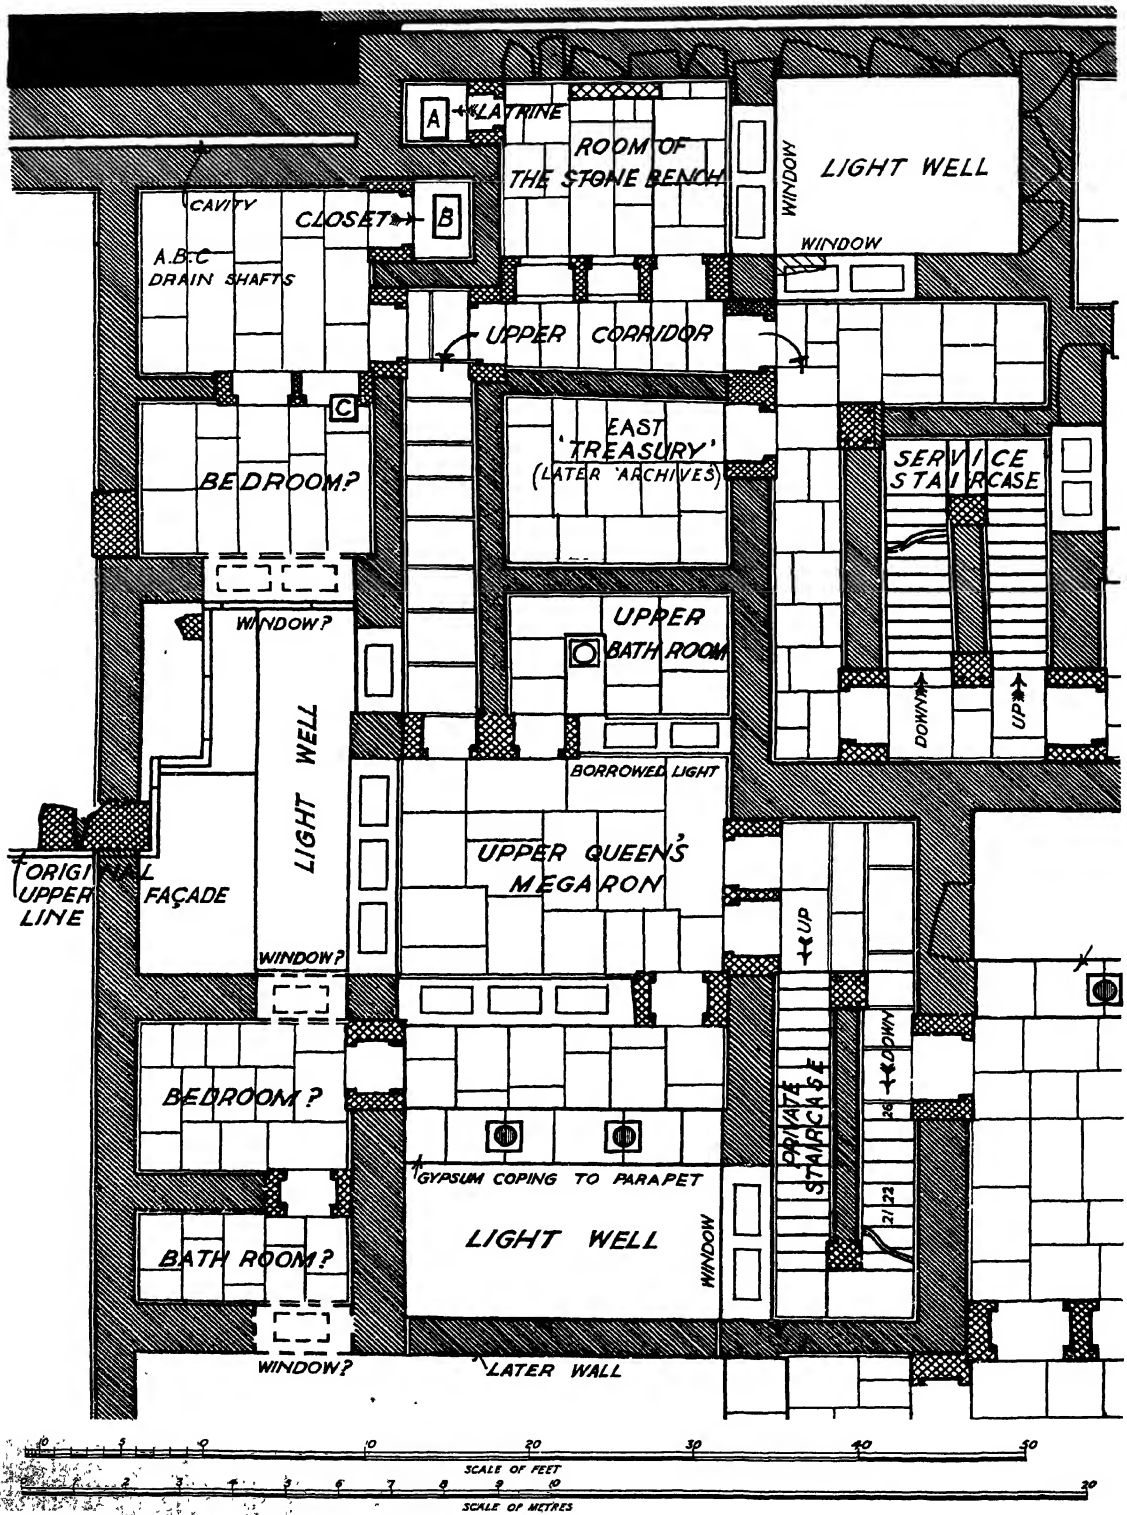 A
LATRINE
ROOM OF
THE STONE BENCH
WINDOW
LIGHT WELL
WINDOW
CAVITY
CLOSET
B
A.B.C
DRAIN SHAFTS
UPPER CORRIDOR
C
BEDROOM?
EAST
'TREASURY'
(LATER 'ARCHIVES')
SERVICE
STAIRCASE
WINDOW?
UPPER
BATH ROOM
LIGHT WELL
DOWN
UP
BORROWED LIGHT
UPPER QUEEN'S
MEGARON
ORIGINAL
UPPER FAÇADE
LINE
UP
WINDOW?
BEDROOM?
PRIVATE
STAIRCASE
DOWN
26
22
21
GYPSUM COPING TO PARAPET
LIGHT WELL
WINDOW
BATH ROOM?
WINDOW?
LATER WALL
10 5 0 10 20 30 40 50
SCALE OF FEET
0 1 2 3 4 5 6 7 8 9 10 20
SCALE OF METRES